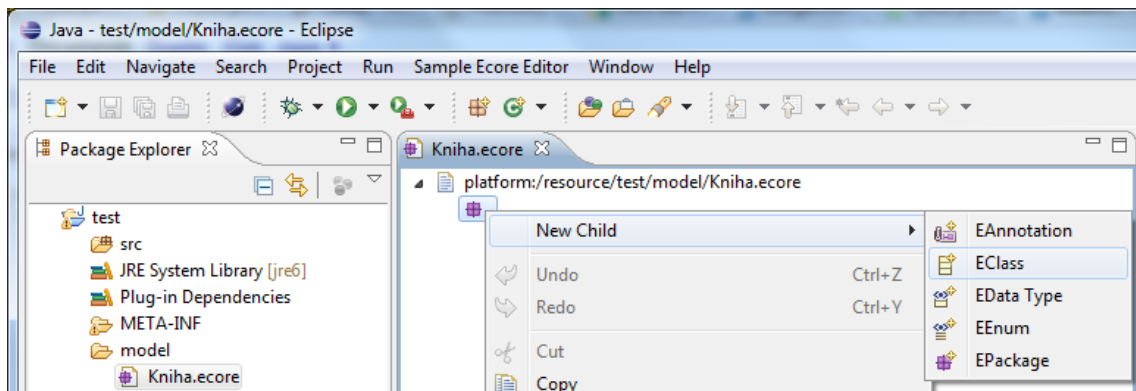 Java - test/model/Kniha.ecore - Eclipse
File Edit Navigate Search Project Run Sample Ecore Editor Window Help
Package Explorer
test
src
JRE System Library [jre6]
Plug-in Dependencies
META-INF
model
Kniha.ecore
Kniha.ecore
platform:/resource/test/model/Kniha.ecore
New Child
Undo Ctrl+Z
Redo Ctrl+Y
Cut
Copy
EAnnotation
EClass
EData Type
EEnum
EPackage